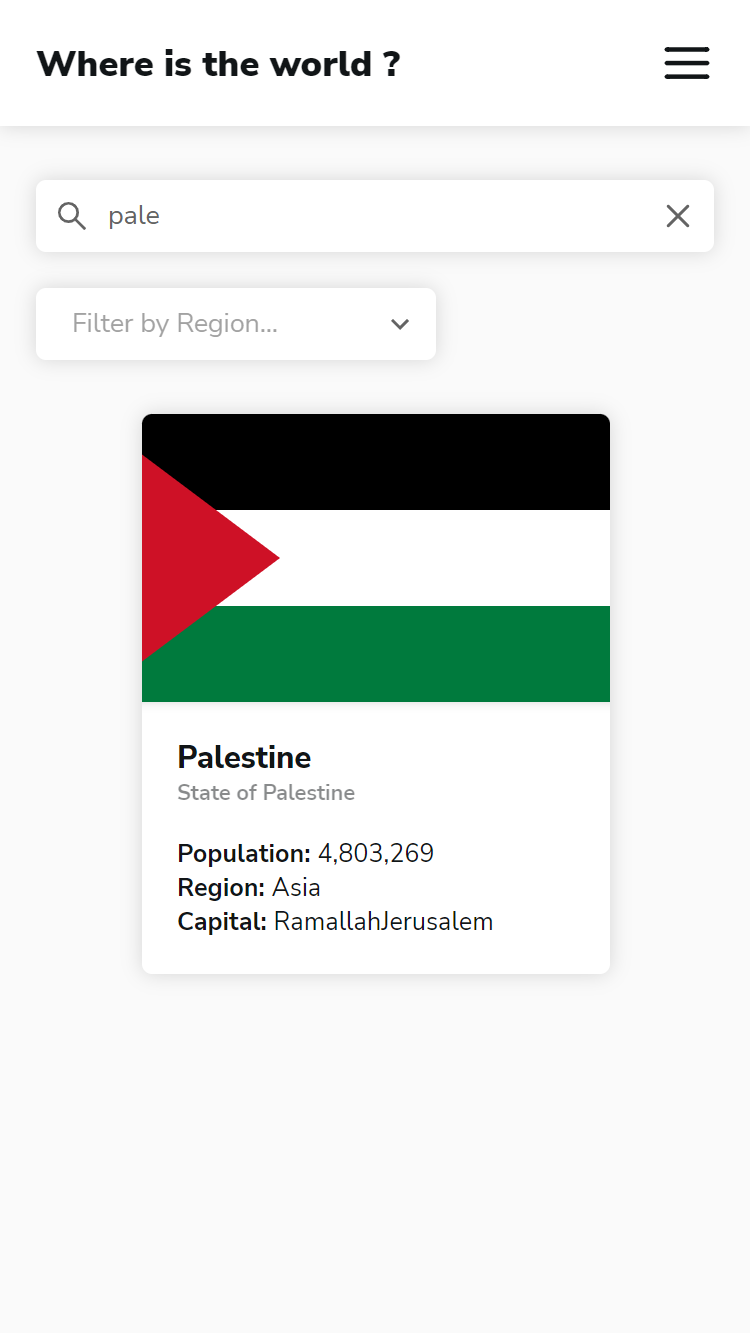 Where is the world ?
pale
Filter by Region...
Palestine
State of Palestine
Population: 4,803,269
Region: Asia
Capital: RamallahJerusalem